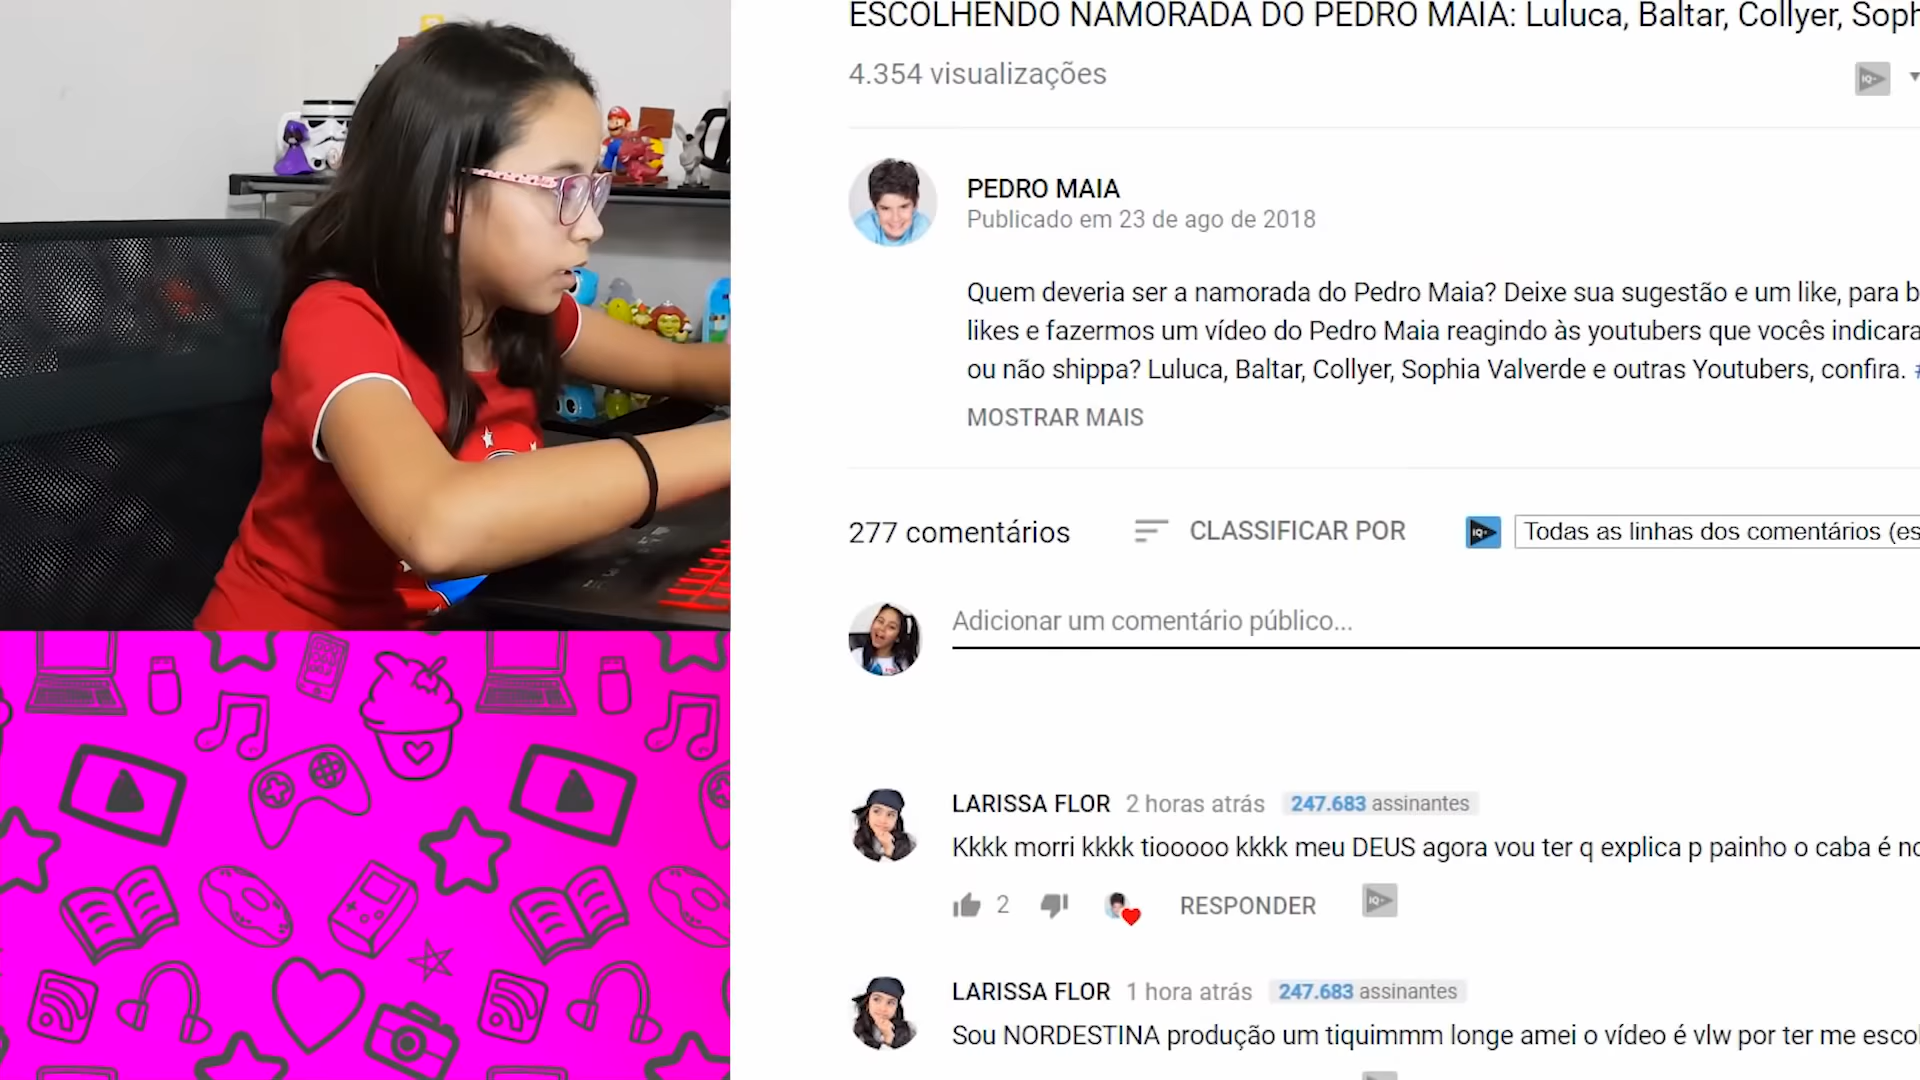 ESCOLHENDO NAMORADA DO PEDRO MAIA: Luluca, Baltar, Collyer, Soph
4.354 visualizações
PEDRO MAIA
Publicado em 23 de ago de 2018
Quem deveria ser a namorada do Pedro Maia? Deixe sua sugestão e um like, para b
likes e fazermos um vídeo do Pedro Maia reagindo às youtubers que vocês indicara
ou não shippa? Luluca, Baltar, Collyer, Sophia Valverde e outras Youtubers, confira. #
MOSTRAR MAIS
277 comentários CLASSIFICAR POR IQ Todas as linhas dos comentários (es
Adicionar um comentário público...
LARISSA FLOR 2 horas atrás 247.683 assinantes
Kkkk morri kkkk tiooooo kkkk meu DEUS agora vou ter q explica p painho o caba é no
2 RESPONDER IQ
LARISSA FLOR 1 hora atrás 247.683 assinantes
Sou NORDESTINA produção um tiquimmm longe amei o vídeo é vlw por ter me escol